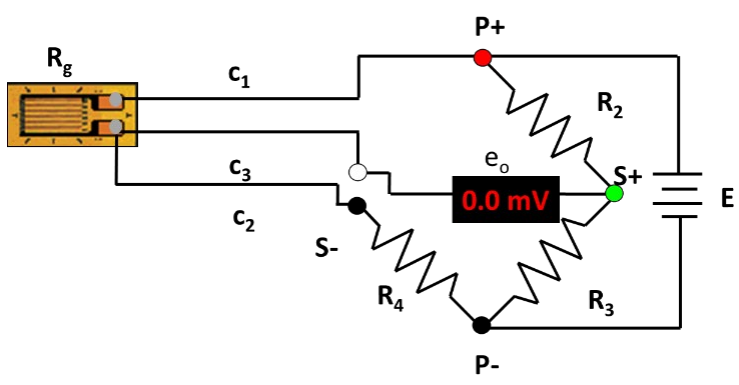 P+
Rg
c1
R2
eo
S+
0.0 mV
E
c3
c2
S-
R4
R3
P-